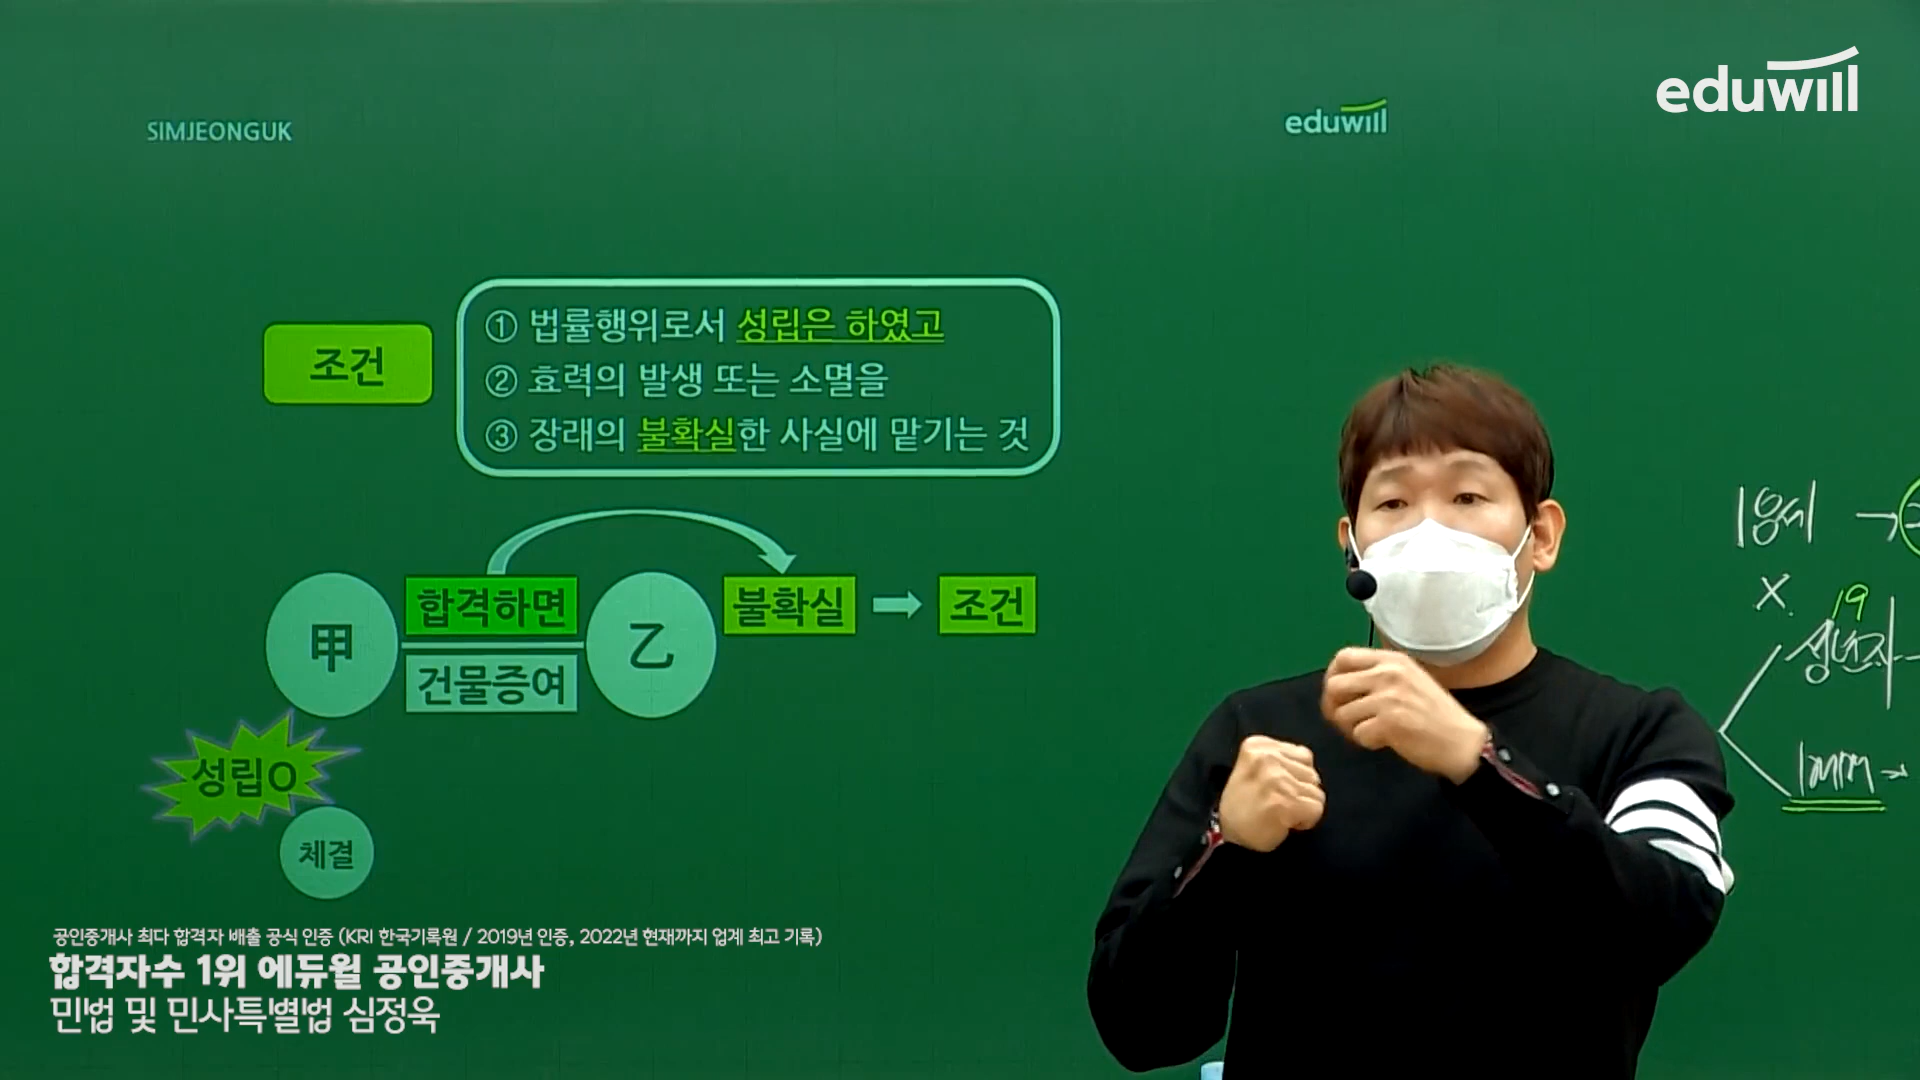 eduwill
SIMJEONGUK
eduwill
조건
① 법률행위로서 성립은 하였고
② 효력의 발생 또는 소멸을
③ 장래의 불확실한 사실에 맡기는 것
甲
합격하면
건물증여
乙
불확실
조건
성립O
체결
18세
X
19
성년자
공인중개사 최다 합격자 배출 공식 인증 (KRI 한국기록원 / 2019년 인증, 2022년 현재까지 업계 최고 기록)
합격자수 1위 에듀윌 공인중개사
민법 및 민사특별법 심정욱